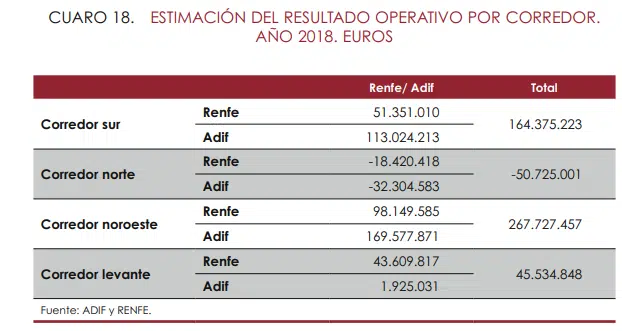 CUARO 18. ESTIMACIÓN DEL RESULTADO OPERATIVO POR CORREDOR.
AÑO 2018. EUROS
Renfe/ Adif Total
Corredor sur Renfe 51.351.010 164.375.223
Adif 113.024.213
Corredor norte Renfe -18.420.418 -50.725.001
Adif -32.304.583
Corredor noroeste Renfe 98.149.585 267.727.457
Adif 169.577.871
Corredor levante Renfe 43.609.817 45.534.848
Adif 1.925.031
Fuente: ADIF y RENFE.